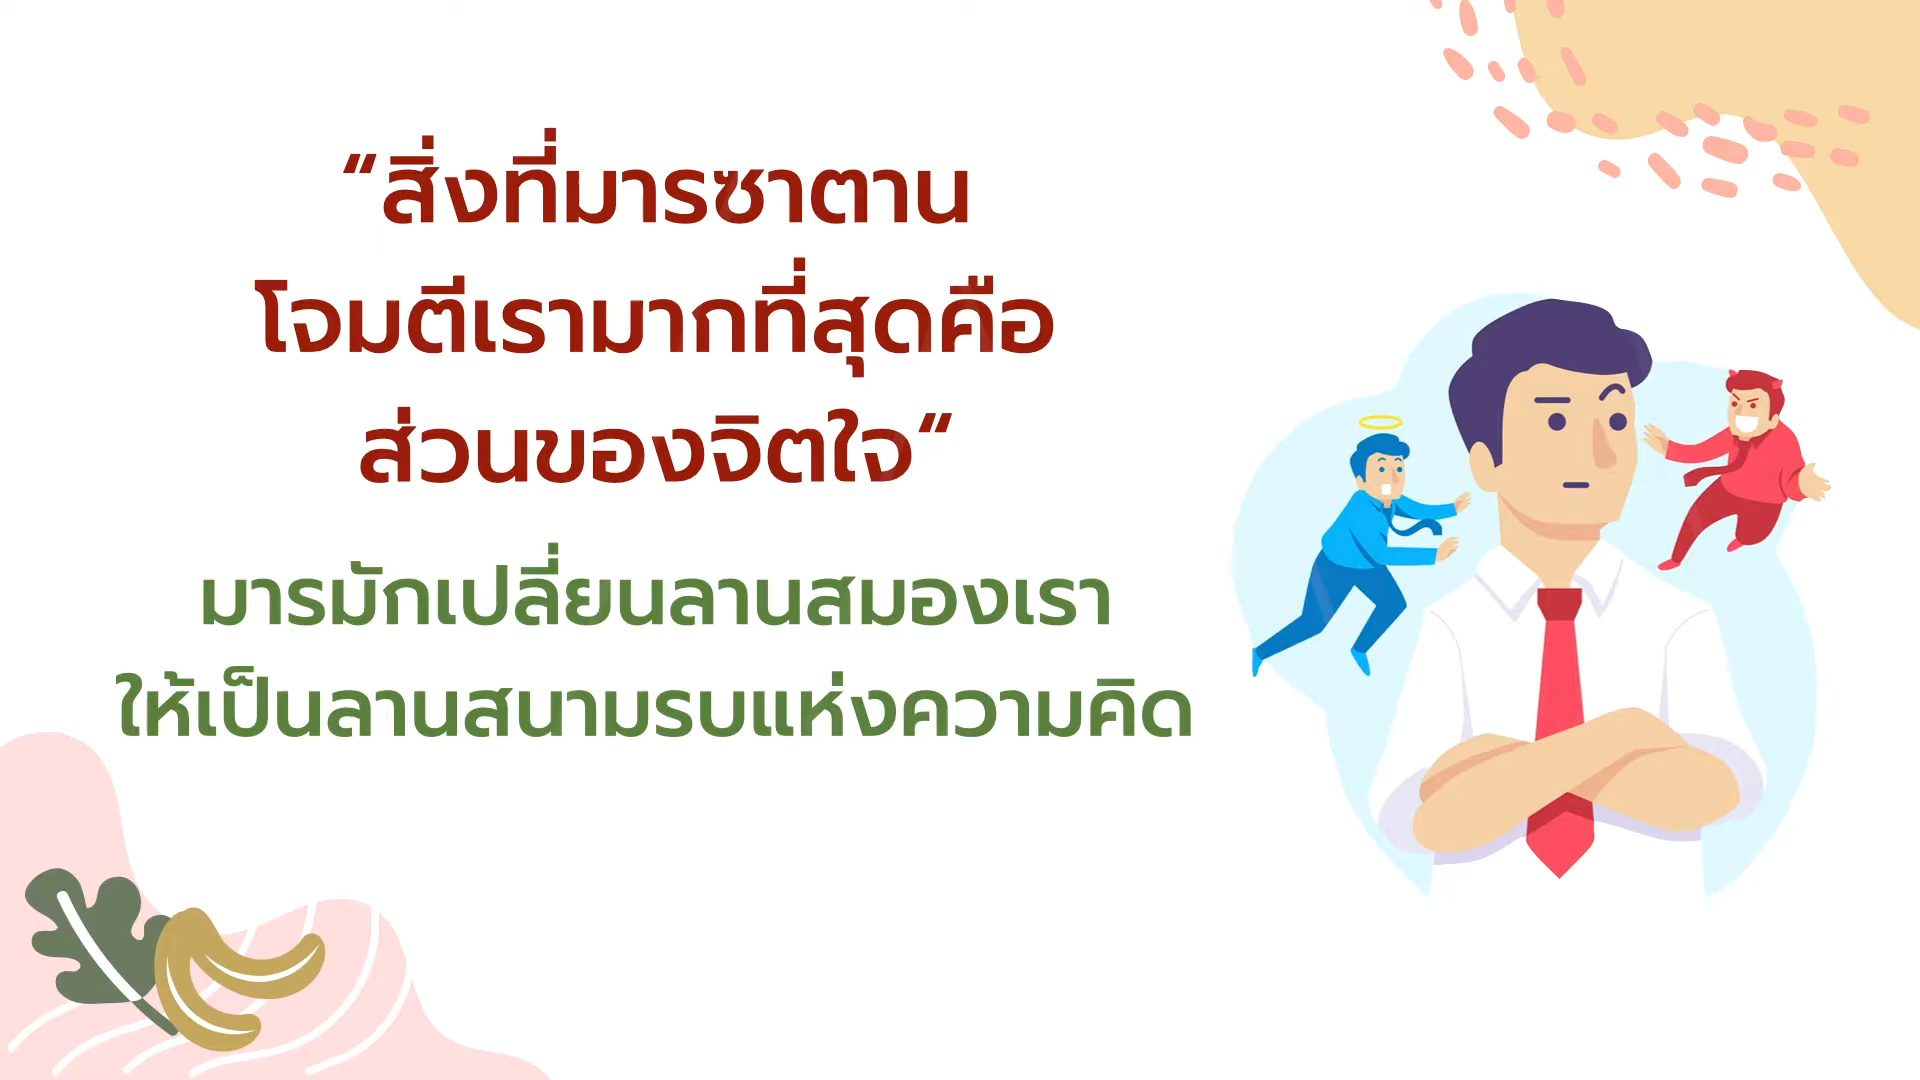 “สิ่งที่มารซาตาน
โจมตีเรามากที่สุดคือ
ส่วนของจิตใจ“
มารมักเปลี่ยนลานสมองเรา
ให้เป็นลานสนามรบแห่งความคิด